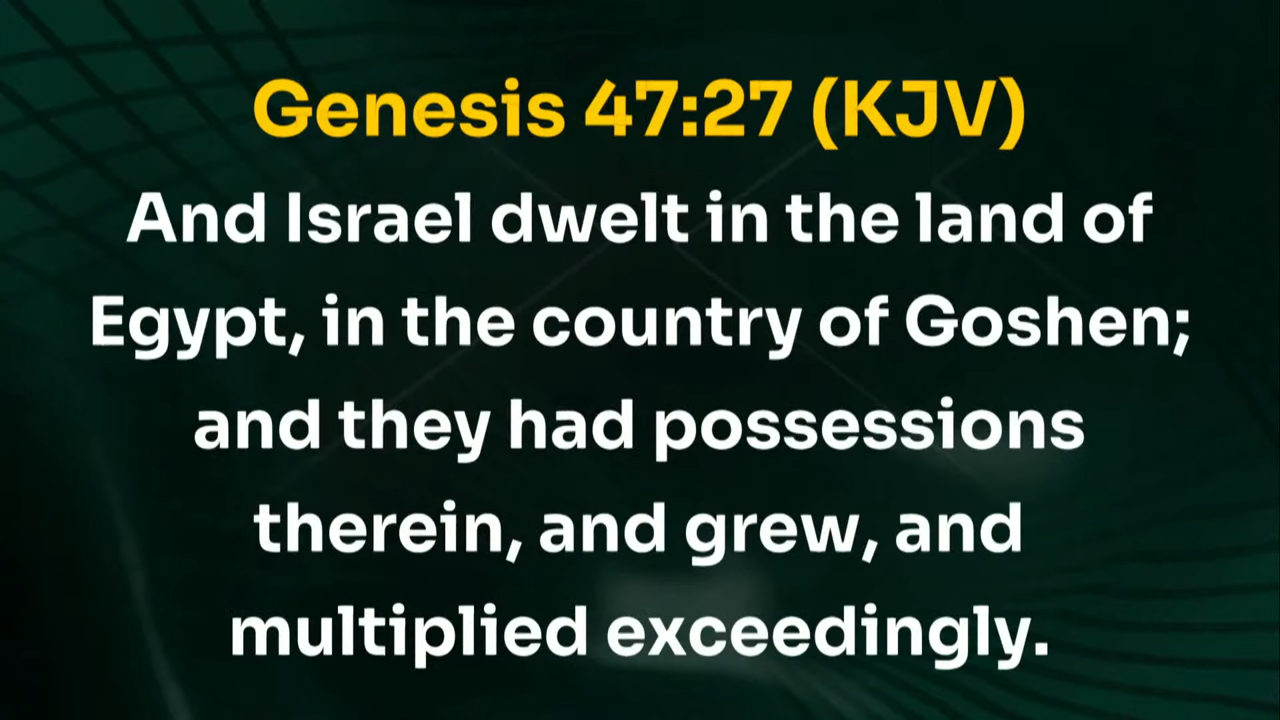 Genesis 47:27 (KJV)
And Israel dwelt in the land of
Egypt, in the country of Goshen;
and they had possessions
therein, and grew, and
multiplied exceedingly.